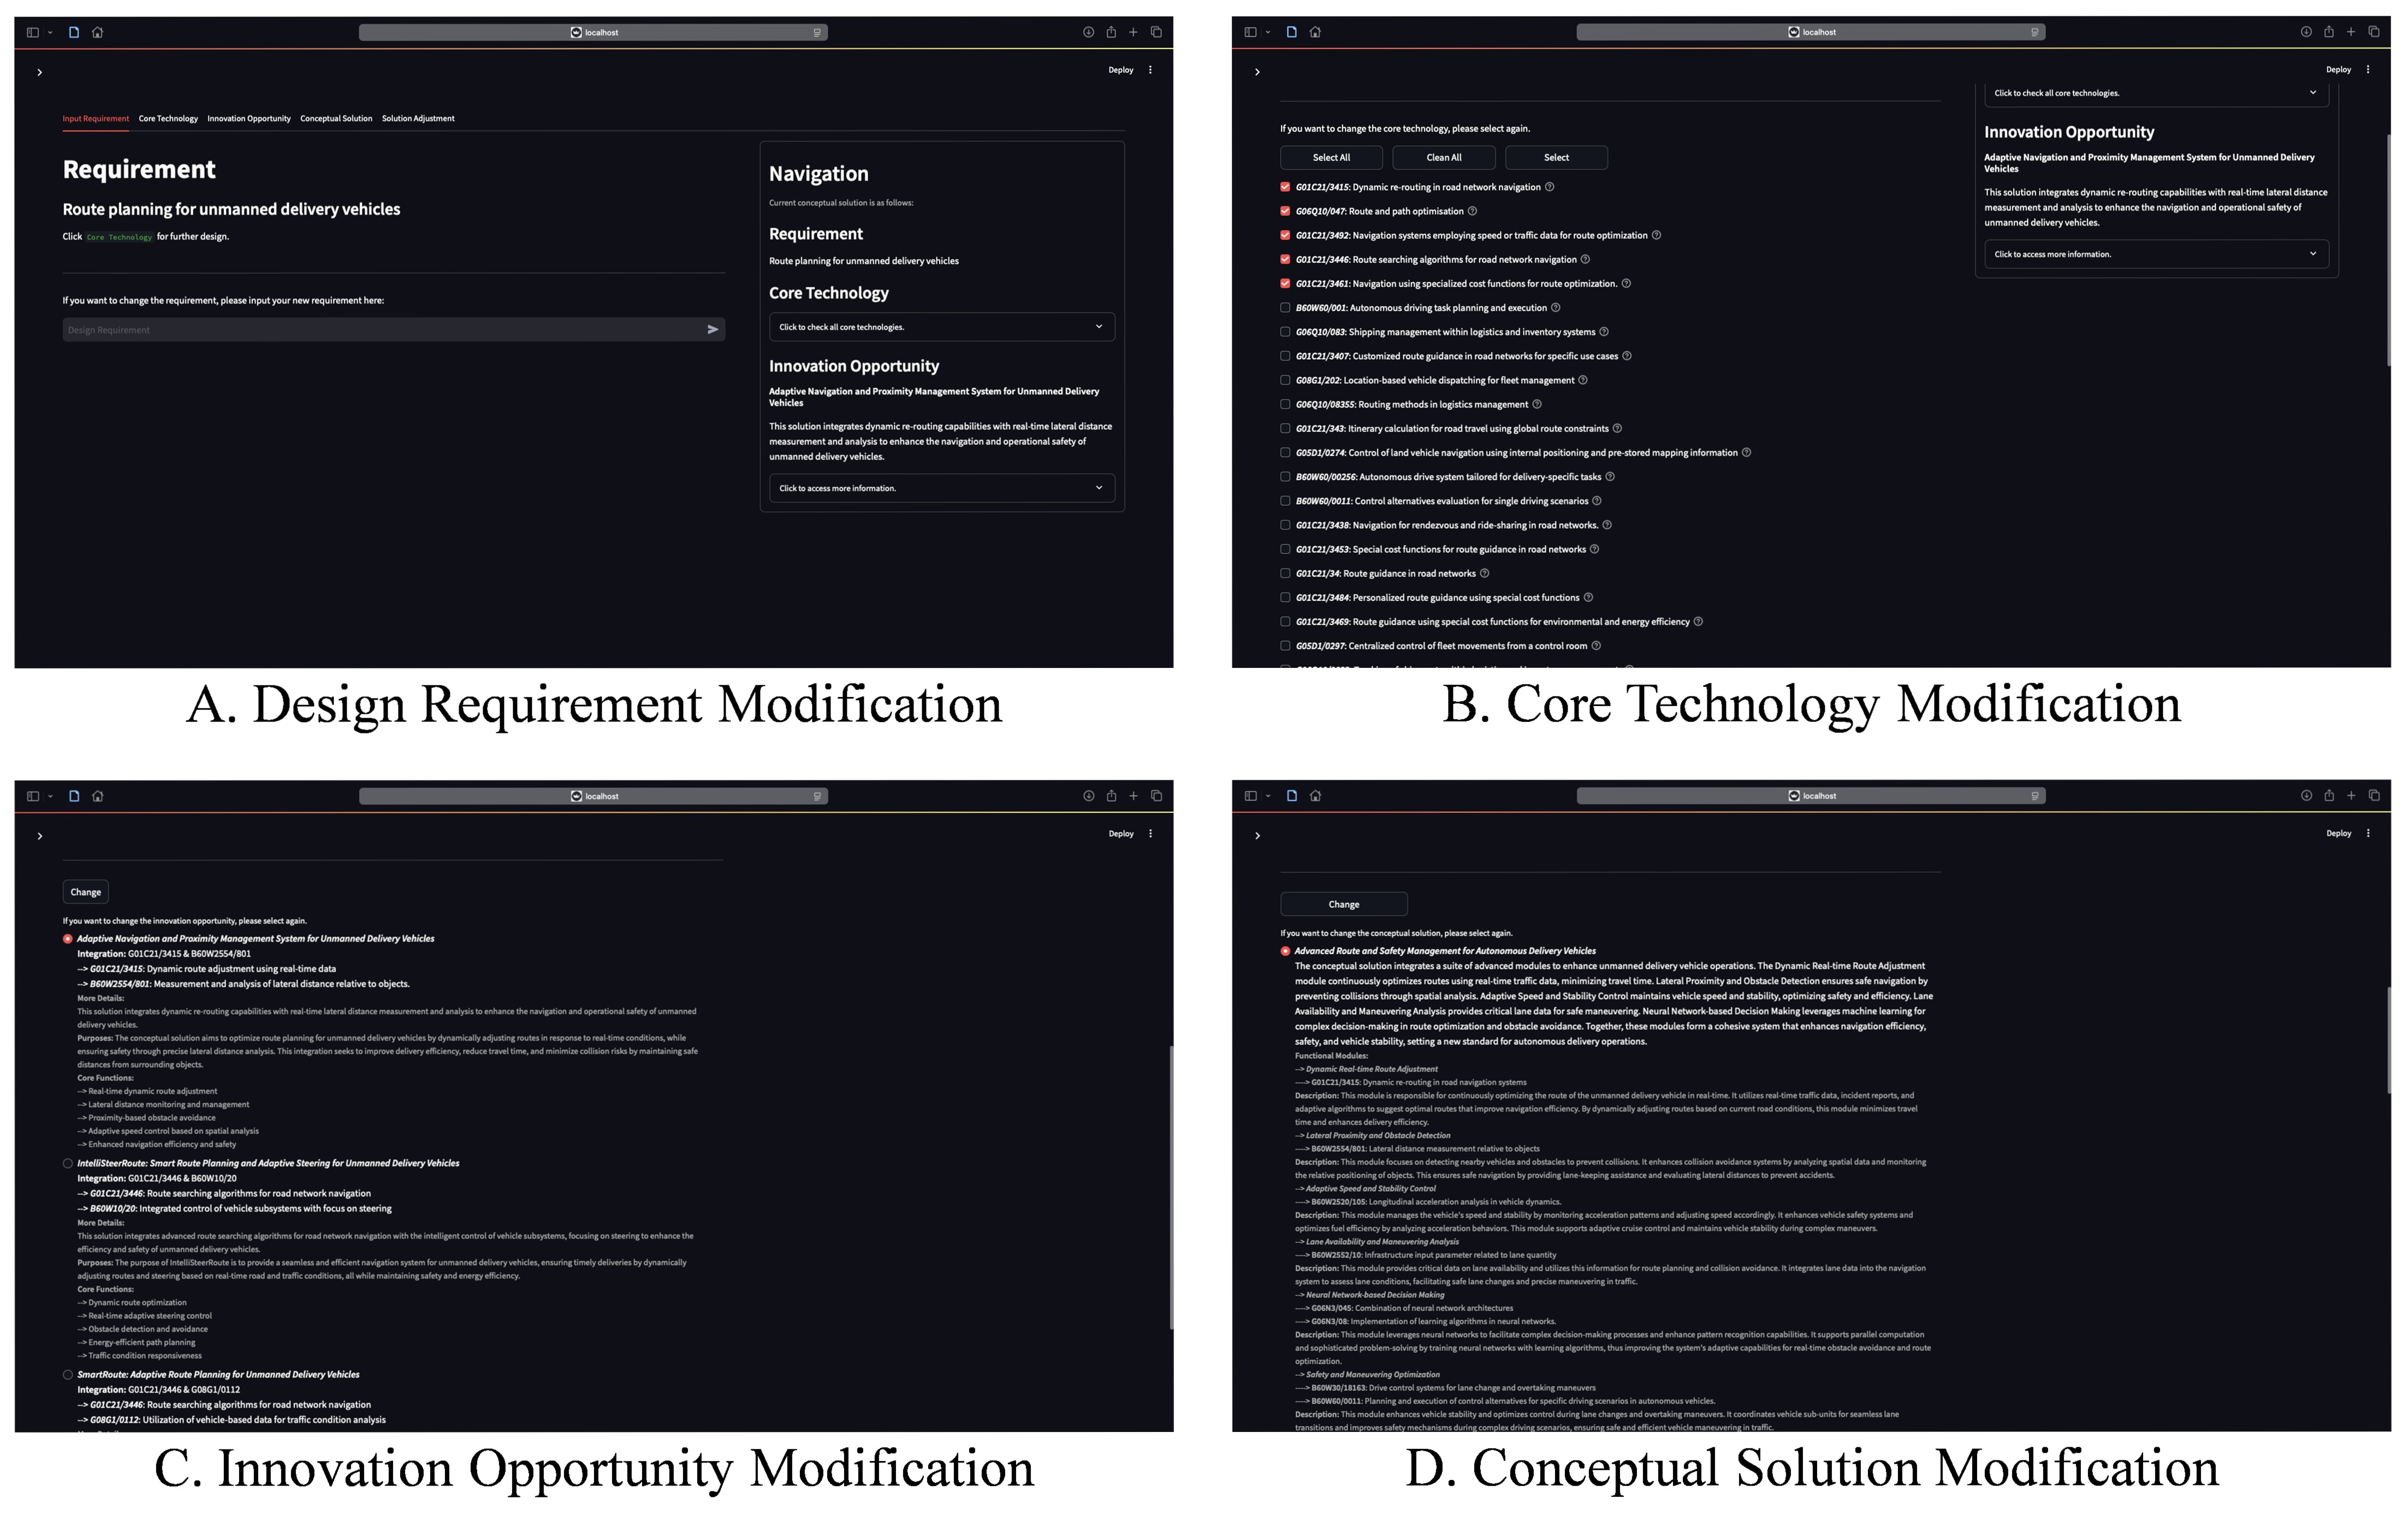 localhost
Deploy
Input Requirement Core Technology Innovation Opportunity Conceptual Solution Solution Adjustment
Requirement
Route planning for unmanned delivery vehicles
Click Core Technology for further design.
If you want to change the requirement, please input your new requirement here:
Design Requirement
Navigation
Current conceptual solution is as follows:
Requirement
Route planning for unmanned delivery vehicles
Core Technology
Click to check all core technologies.
Innovation Opportunity
Adaptive Navigation and Proximity Management System for Unmanned Delivery
Vehicles
This solution integrates dynamic re-routing capabilities with real-time lateral distance
measurement and analysis to enhance the navigation and operational safety of
unmanned delivery vehicles.
Click to access more information.
A. Design Requirement Modification
localhost
Deploy
If you want to change the core technology, please select again.
Select All Clean All Select
G01C21/3415: Dynamic re-routing in road network navigation
G06Q10/047: Route and path optimisation
G01C21/3492: Navigation systems employing speed or traffic data for route optimization
G01C21/3446: Route searching algorithms for road network navigation
G01C21/3461: Navigation using specialized cost functions for route optimization.
B60W60/001: Autonomous driving task planning and execution
G06Q10/083: Shipping management within logistics and inventory systems
G01C21/3407: Customized route guidance in road networks for specific use cases
G08G1/202: Location-based vehicle dispatching for fleet management
G06Q10/08355: Routing methods in logistics management
G01C21/343: Itinerary calculation for road travel using global route constraints
G05D1/0274: Control of land vehicle navigation using internal positioning and pre-stored mapping information
B60W60/00256: Autonomous drive system tailored for delivery-specific tasks
B60W60/0011: Control alternatives evaluation for single driving scenarios
G01C21/3438: Navigation for rendezvous and ride-sharing in road networks.
G01C21/3453: Special cost functions for route guidance in road networks
G01C21/34: Route guidance in road networks
G01C21/3484: Personalized route guidance using special cost functions
G01C21/3469: Route guidance using special cost functions for environmental and energy efficiency
G05D1/0297: Centralized control of fleet movements from a control room
Click to check all core technologies.
Innovation Opportunity
Adaptive Navigation and Proximity Management System for Unmanned Delivery
Vehicles
This solution integrates dynamic re-routing capabilities with real-time lateral distance
measurement and analysis to enhance the navigation and operational safety of
unmanned delivery vehicles.
Click to access more information.
B. Core Technology Modification
localhost
Deploy
Change
If you want to change the innovation opportunity, please select again.
Adaptive Navigation and Proximity Management System for Unmanned Delivery Vehicles
Integration: G01C21/3415 & B60W2554/801
--> G01C21/3415: Dynamic route adjustment using real-time data
--> B60W2554/801: Measurement and analysis of lateral distance relative to objects.
More Details:
This solution integrates dynamic re-routing capabilities with real-time lateral distance measurement and analysis to enhance the navigation and operational safety of unmanned
delivery vehicles.
Purposes: The conceptual solution aims to optimize route planning for unmanned delivery vehicles by dynamically adjusting routes in response to real-time conditions, while
ensuring safety through precise lateral distance analysis. This integration seeks to improve delivery efficiency, reduce travel time, and minimize collision risks by maintaining safe
distances from surrounding objects.
Core Functions:
--> Real-time dynamic route adjustment
--> Lateral distance monitoring and management
--> Proximity-based obstacle avoidance
--> Adaptive speed control based on spatial analysis
--> Enhanced navigation efficiency and safety
IntelliSteerRoute: Smart Route Planning and Adaptive Steering for Unmanned Delivery Vehicles
Integration: G01C21/3446 & B60W10/20
--> G01C21/3446: Route searching algorithms for road network navigation
--> B60W10/20: Integrated control of vehicle subsystems with focus on steering
More Details:
This solution integrates advanced route searching algorithms for road network navigation with the intelligent control of vehicle subsystems, focusing on steering to enhance the
efficiency and safety of unmanned delivery vehicles.
Purposes: The purpose of IntelliSteerRoute is to provide a seamless and efficient navigation system for unmanned delivery vehicles, ensuring timely deliveries by dynamically
adjusting routes and steering based on real-time road and traffic conditions, all while maintaining safety and energy efficiency.
Core Functions:
--> Dynamic route optimization
--> Real-time adaptive steering control
--> Obstacle detection and avoidance
--> Energy-efficient path planning
--> Traffic condition responsiveness
SmartRoute: Adaptive Route Planning for Unmanned Delivery Vehicles
Integration: G01C21/3446 & G08G1/0112
--> G01C21/3446: Route searching algorithms for road network navigation
--> G08G1/0112: Utilization of vehicle-based data for traffic condition analysis
C. Innovation Opportunity Modification
localhost
Deploy
Change
If you want to change the conceptual solution, please select again.
Advanced Route and Safety Management for Autonomous Delivery Vehicles
The conceptual solution integrates a suite of advanced modules to enhance unmanned delivery vehicle operations. The Dynamic Real-time Route Adjustment
module continuously optimizes routes using real-time traffic data, minimizing travel time. Lateral Proximity and Obstacle Detection ensures safe navigation by
preventing collisions through spatial analysis. Adaptive Speed and Stability Control maintains vehicle speed and stability, optimizing safety and efficiency. Lane
Availability and Maneuvering Analysis provides critical lane data for safe maneuvering. Neural Network-based Decision Making leverages machine learning for
complex decision-making in route optimization and obstacle avoidance. Together, these modules form a cohesive system that enhances navigation efficiency,
safety, and vehicle stability, setting a new standard for autonomous delivery operations.
Functional Modules:
--> Dynamic Real-time Route Adjustment
----> G01C21/3415: Dynamic re-routing in road navigation systems
Description: This module is responsible for continuously optimizing the route of the unmanned delivery vehicle in real-time. It utilizes real-time traffic data, incident reports, and
adaptive algorithms to suggest optimal routes that improve navigation efficiency. By dynamically adjusting routes based on current road conditions, this module minimizes travel
time and enhances delivery efficiency.
--> Lateral Proximity and Obstacle Detection
----> B60W2554/801: Lateral distance measurement relative to objects
Description: This module focuses on detecting nearby vehicles and obstacles to prevent collisions. It enhances collision avoidance systems by analyzing spatial data and monitoring
the relative positioning of objects. This ensures safe navigation by providing lane-keeping assistance and evaluating lateral distances to prevent accidents.
--> Adaptive Speed and Stability Control
----> B60W2520/105: Longitudinal acceleration analysis in vehicle dynamics.
Description: This module manages the vehicle's speed and stability by monitoring acceleration patterns and adjusting speed accordingly. It enhances vehicle safety systems and
optimizes fuel efficiency by analyzing acceleration behaviors. This module supports adaptive cruise control and maintains vehicle stability during complex maneuvers.
--> Lane Availability and Maneuvering Analysis
----> B60W2552/10: Infrastructure input parameter related to lane quantity
Description: This module provides critical data on lane availability and utilizes this information for route planning and collision avoidance. It integrates lane data into the navigation
system to assess lane conditions, facilitating safe lane changes and precise maneuvering in traffic.
--> Neural Network-based Decision Making
----> G06N3/045: Combination of neural network architectures
----> G06N3/08: Implementation of learning algorithms in neural networks.
Description: This module leverages neural networks to facilitate complex decision-making processes and enhance pattern recognition capabilities. It supports parallel computation
and sophisticated problem-solving by training neural networks with learning algorithms, thus improving the system's adaptive capabilities for real-time obstacle avoidance and route
optimization.
--> Safety and Maneuvering Optimization
----> B60W30/18163: Drive control systems for lane change and overtaking maneuvers
----> B60W60/0011: Planning and execution of control alternatives for specific driving scenarios in autonomous vehicles.
Description: This module enhances vehicle stability and optimizes control during lane changes and overtaking maneuvers. It coordinates vehicle sub-units for seamless lane
transitions and improves safety mechanisms during complex driving scenarios, ensuring safe and efficient vehicle maneuvering in traffic.
D. Conceptual Solution Modification